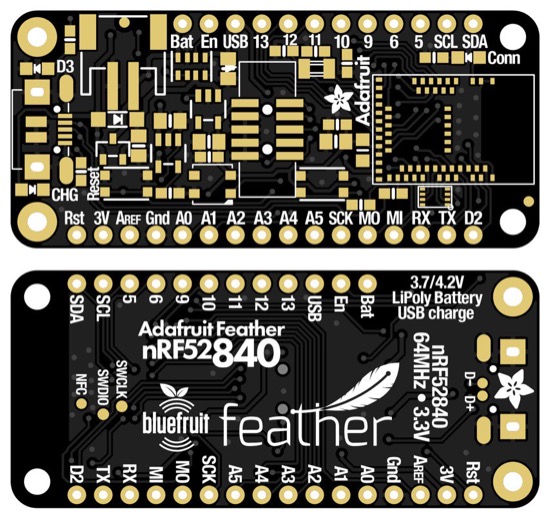 Bat En USB 13 12 11 10 9 6 5 SCL SDA
D3
Conn
Adafruit
CHG
Reset
Rst 3V AREF Gnd A0 A1 A2 A3 A4 A5 SCK MO MI RX TX D2
SDA SCL 5 6 9 10 11 12 13 USB En Bat
3.7/4.2V
LiPoly Battery
USB charge
Adafruit Feather
nRF52840
nRF52840
64MHz • 3.3V
D- D+
NFC
SWDIO
SWCLK
bluefruit
feather
D2 TX RX MI MO SCK A5 A4 A3 A2 A1 A0 Gnd AREF 3V Rst